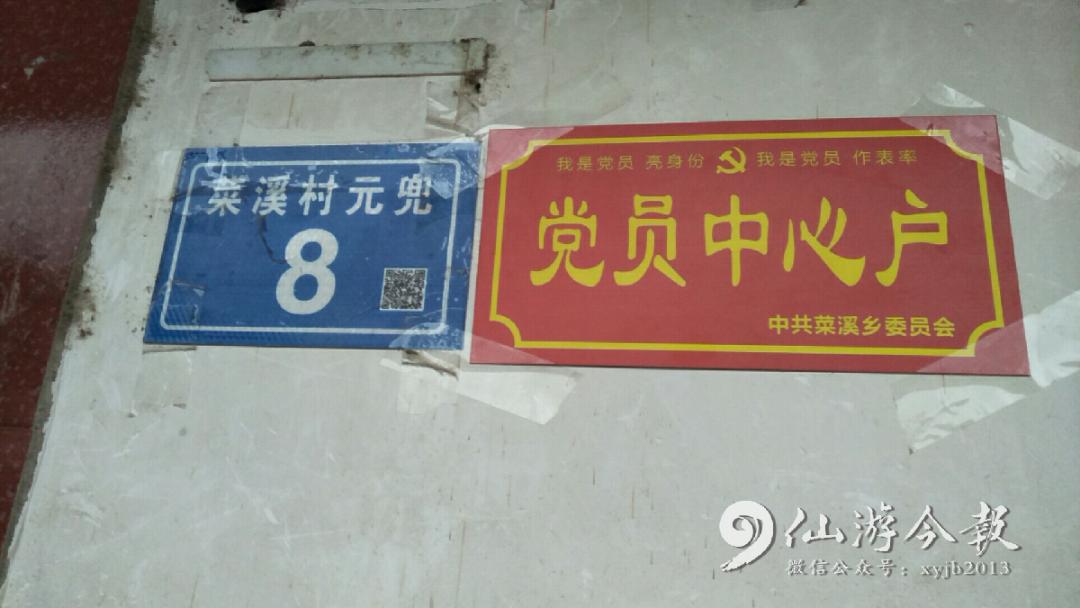 菜溪村元兜
8
我是党员 亮身份 我是党员 作表率
党员中心户
中共菜溪乡委员会
仙游今报
微信公众号：xyjb2013